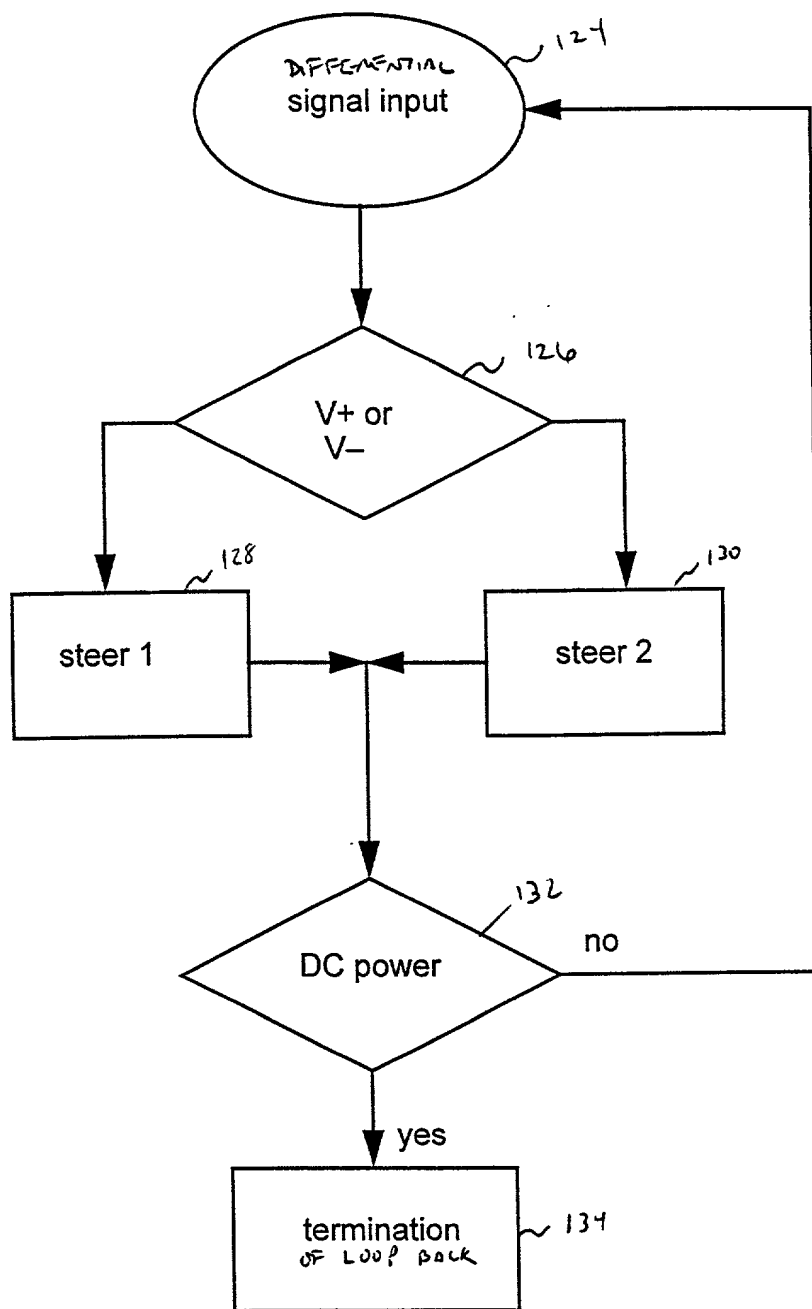 124
DIFFERENTIAL
signal input
126
V+ or
V–
128
130
steer 1
steer 2
132
no
DC power
yes
134
termination
OF LOOP BACK